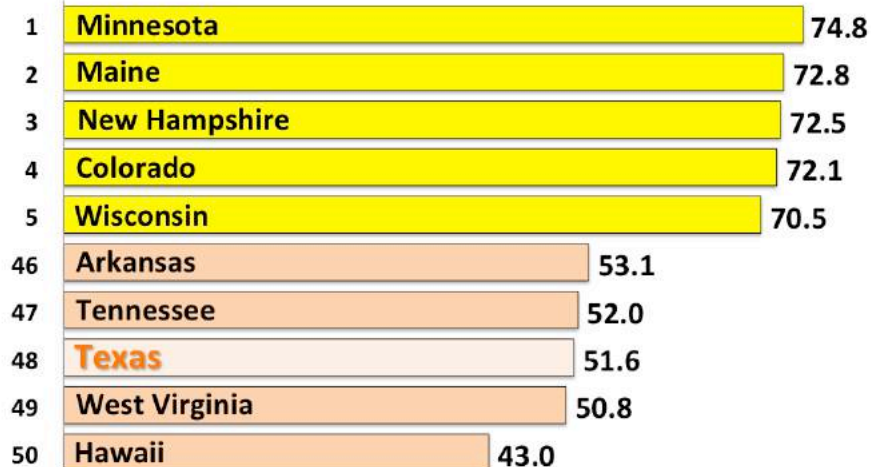 1 Minnesota 74.8
2 Maine 72.8
3 New Hampshire 72.5
4 Colorado 72.1
5 Wisconsin 70.5
46 Arkansas 53.1
47 Tennessee 52.0
48 Texas 51.6
49 West Virginia 50.8
50 Hawaii 43.0